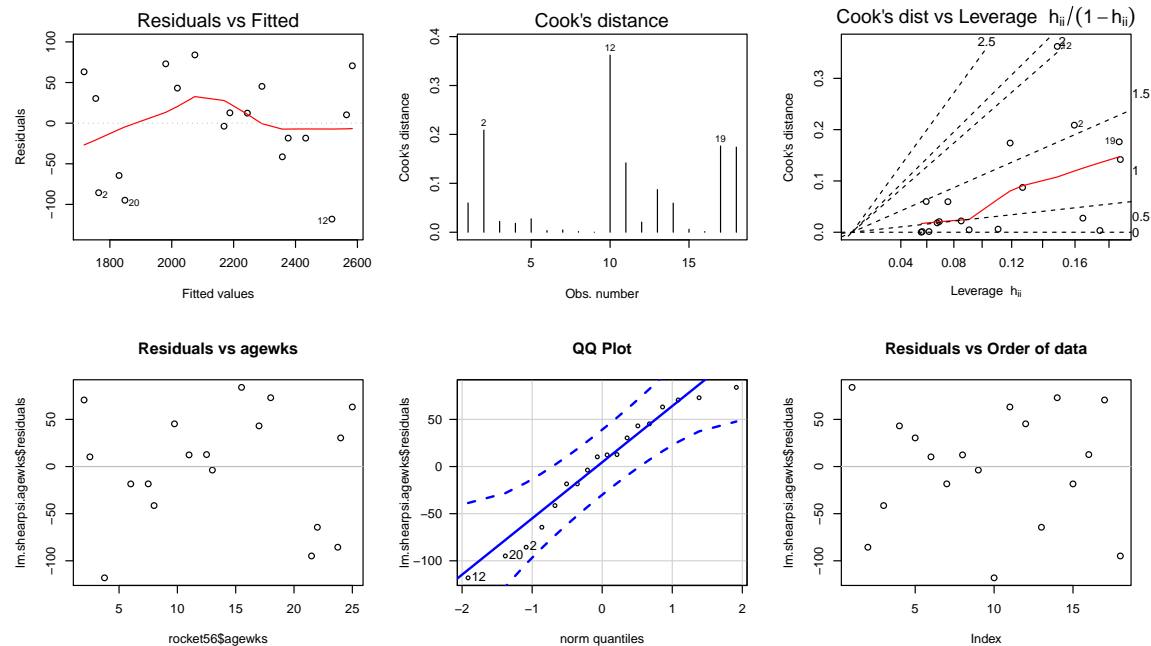 Residuals vs Fitted
Residuals
100
50
0
−50
−100
2
20
12
1800 2000 2200 2400 2600
Fitted values
Cook's distance
Cook's distance
0.4
0.3
0.2
0.1
0.0
2
12
19
5 10 15
Obs. number
Cook's dist vs Leverage hii/(1−hii)
Cook's distance
0.3
0.2
0.1
0.0
2.5 2 12
2
19
1.5
1
0.5
0
0.04 0.08 0.12 0.16
Leverage hii
Residuals vs agewks
lm.shearpsi.agewks$residuals
50
0
−50
−100
5 10 15 20 25
rocket56$agewks
QQ Plot
lm.shearpsi.agewks$residuals
50
0
−50
−100
12
20
2
−2 −1 0 1 2
norm quantiles
Residuals vs Order of data
lm.shearpsi.agewks$residuals
50
0
−50
−100
5 10 15
Index